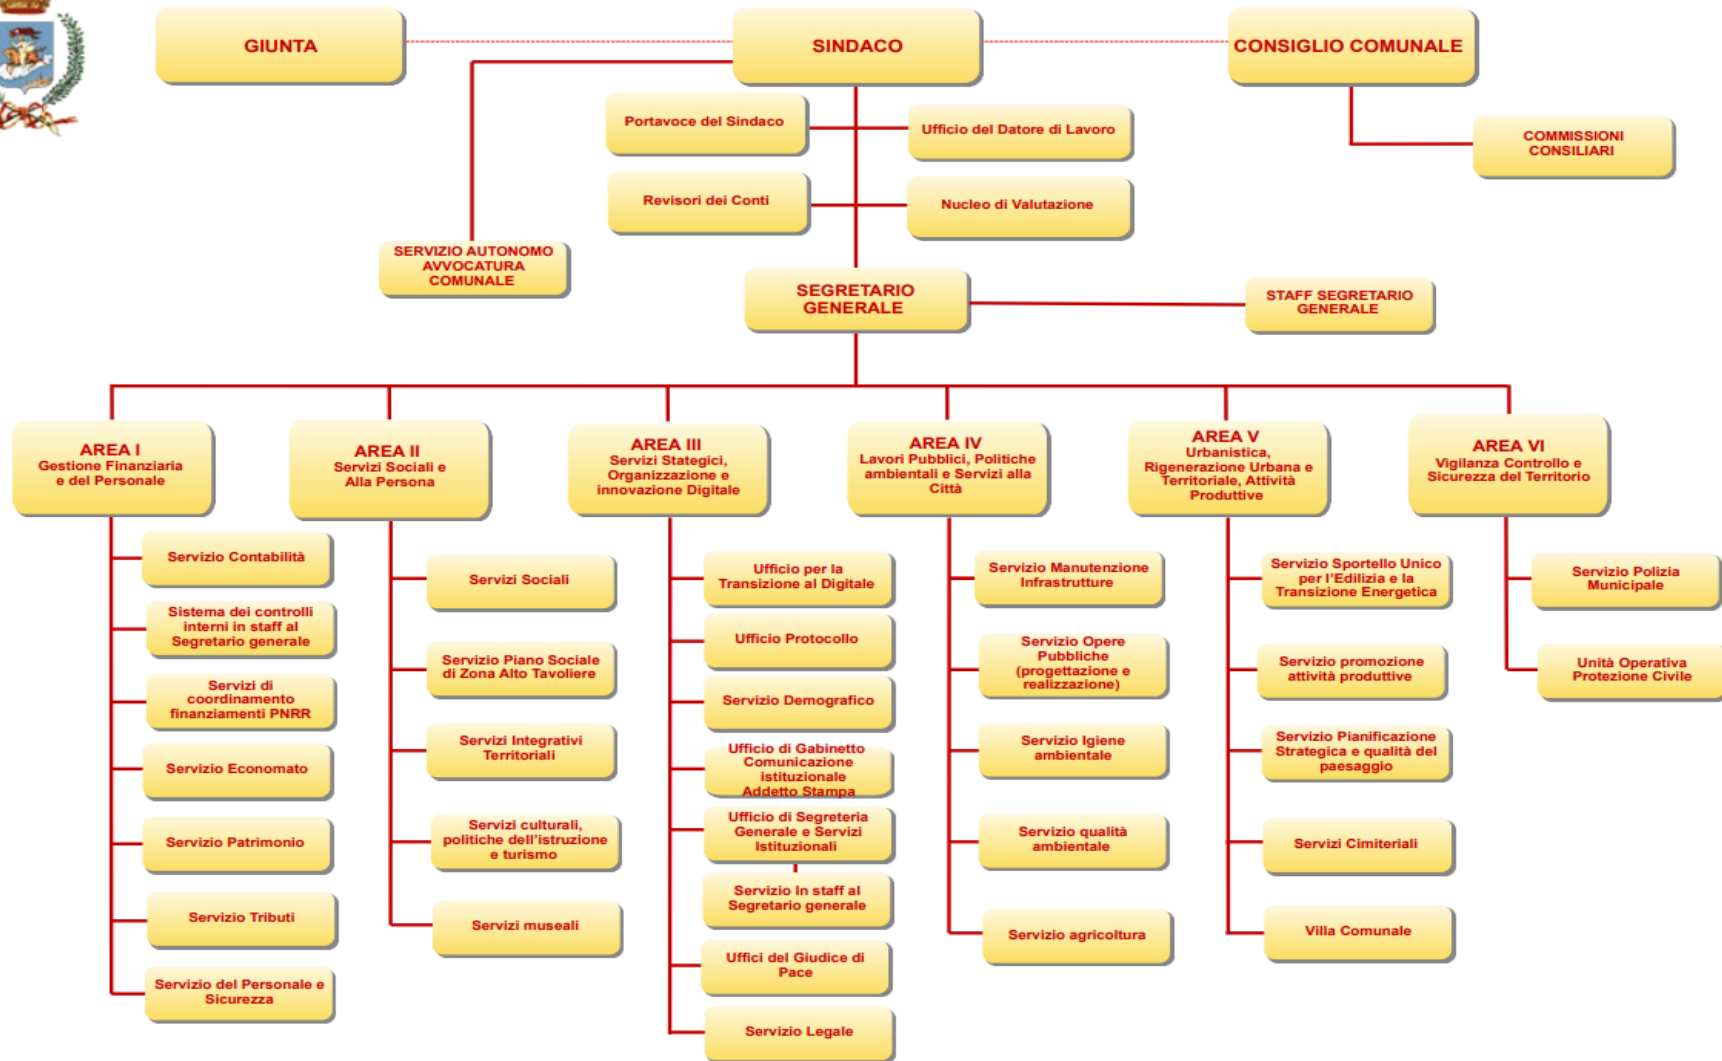 GIUNTA
SINDACO
CONSIGLIO COMUNALE
Portavoce del Sindaco
Ufficio del Datore di Lavoro
COMMISSIONI
CONSILIARI
Revisori dei Conti
Nucleo di Valutazione
SERVIZIO AUTONOMO
AVVOCATURA
COMUNALE
SEGRETARIO
GENERALE
STAFF SEGRETARIO
GENERALE
AREA I
Gestione Finanziaria
e del Personale
Servizio Contabilità
Sistema dei controlli
interni in staff al
Segretario generale
Servizi di
coordinamento
finanziamenti PNRR
Servizio Economato
Servizio Patrimonio
Servizio Tributi
Servizio del Personale e
Sicurezza
AREA II
Servizi Sociali e
Alla Persona
Servizi Sociali
Servizio Piano Sociale
di Zona Alto Tavoliere
Servizi Integrativi
Territoriali
Servizi culturali,
politiche dell'istruzione
e turismo
Servizi museali
AREA III
Servizi Stategici,
Organizzazione e
innovazione Digitale
Ufficio per la
Transizione al Digitale
Ufficio Protocollo
Servizio Demografico
Ufficio di Gabinetto
Comunicazione
istituzionale
Addetto Stampa
Ufficio di Segreteria
Generale e Servizi
Istituzionali
Servizio In staff al
Segretario generale
Uffici del Giudice di
Pace
Servizio Legale
AREA IV
Lavori Pubblici, Politiche
ambientali e Servizi alla
Città
Servizio Manutenzione
Infrastrutture
Servizio Opere
Pubbliche
(progettazione e
realizzazione)
Servizio Igiene
ambientale
Servizio qualità
ambientale
Servizio agricoltura
AREA V
Urbanistica,
Rigenerazione Urbana e
Territoriale, Attività
Produttive
Servizio Sportello Unico
per l'Edilizia e la
Transizione Energetica
Servizio promozione
attività produttive
Servizio Pianificazione
Strategica e qualità del
paesaggio
Servizi Cimiteriali
Villa Comunale
AREA VI
Vigilanza Controllo e
Sicurezza del Territorio
Servizio Polizia
Municipale
Unità Operativa
Protezione Civile